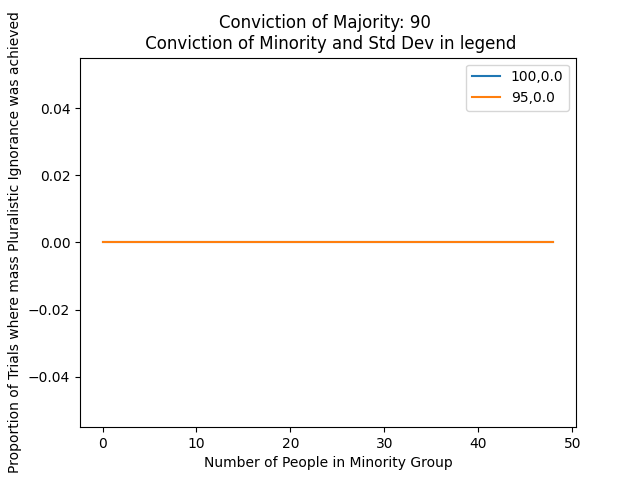 Conviction of Majority: 90
Conviction of Minority and Std Dev in legend
Proportion of Trials where mass Pluralistic Ignorance was achieved
0.04
0.02
0.00
−0.02
−0.04
100,0.0
95,0.0
0 10 20 30 40 50
Number of People in Minority Group